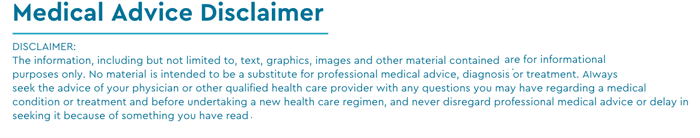 Medical Advice Disclaimer
DISCLAIMER:
The information, including but not limited to, text, graphics, images and other material contained are for informational
purposes only. No material is intended to be a substitute for professional medical advice, diagnosis or treatment. Always
seek the advice of your physician or other qualified health care provider with any questions you may have regarding a medical
condition or treatment and before undertaking a new health care regimen, and never disregard professional medical advice or delay in
seeking it because of something you have read.